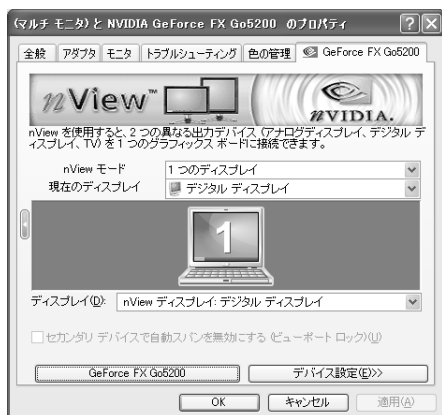 (マルチ モニタ) と NVIDIA GeForce FX Go5200 のプロパティ
全般 アダプタ モニタ トラブルシューティング 色の管理 GeForce FX Go5200
nView™
NVIDIA.
nView を使用すると、2 つの異なる出力デバイス (アナログディスプレイ、デジタル デ
ィスプレイ、TV) を 1 つのグラフィックス ボードに接続できます。
nView モード 1 つのディスプレイ
現在のディスプレイ デジタル ディスプレイ
1
ディスプレイ(D): nView ディスプレイ: デジタル ディスプレイ
セカンダリ デバイスで自動スパンを無効にする (ビューポート ロック)(U)
GeForce FX Go5200 デバイス設定(E)>>
OK キャンセル 適用(A)